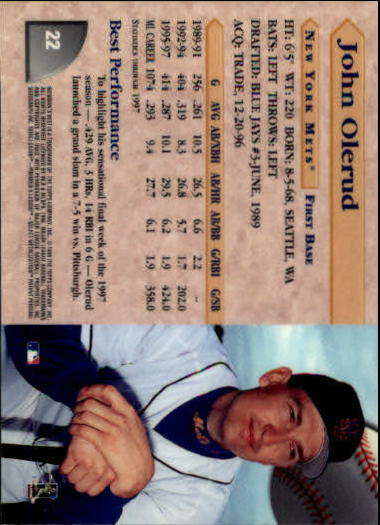 John Olerud
NEW YORK METS® FIRST BASE
HT: 6'5" WT: 220 BORN: 8-5-68, SEATTLE, WA
BATS: LEFT THROWS: LEFT
DRAFTED: BLUE JAYS #3-JUNE, 1989
ACQ: TRADE, 12-20-96
G AVG AB/XBH AB/HR AB/BB G/RBI G/SB
1989-91 256 .261 10.5 26.5 6.6 2.2 --
1992-94 404 .319 8.3 26.8 5.7 1.7 202.0
1995-97 414 .287 10.1 29.5 6.2 1.9 424.0
ML CAREER 1074 .293 9.4 27.7 6.1 1.9 358.0
STATISTICS THROUGH 1997
Best Performance
To highlight his sensational final week of the 1997
season — .429 AVG, 3 HRs, 14 RBI in 6 G — Olerud
launched a grand slam in a 7-5 win vs. Pittsburgh.
22
Mets